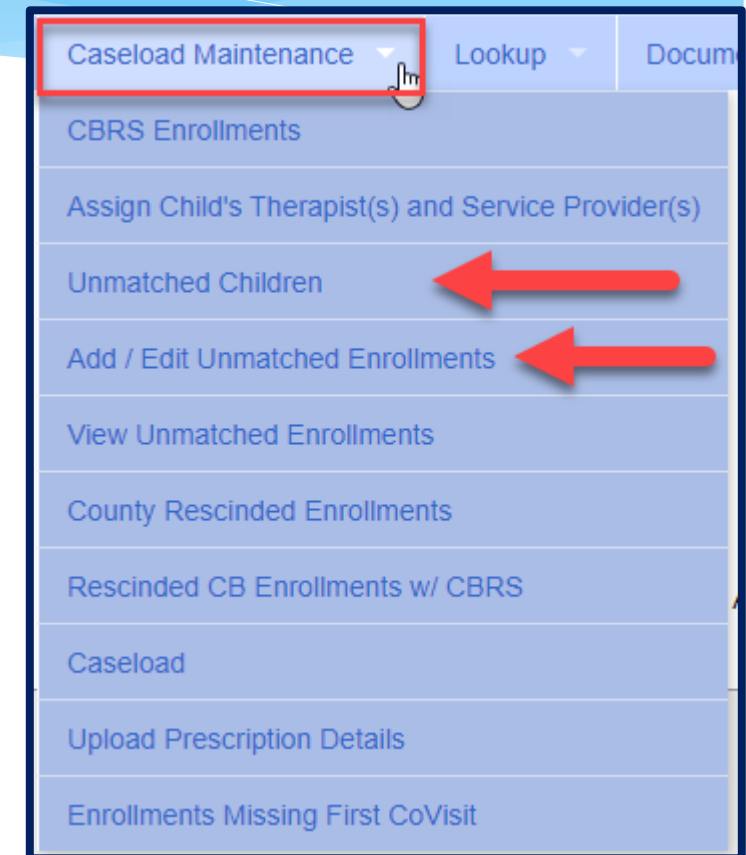 Caseload Maintenance Lookup Docum
CBRS Enrollments
Assign Child's Therapist(s) and Service Provider(s)
Unmatched Children
Add / Edit Unmatched Enrollments
View Unmatched Enrollments
County Rescinded Enrollments
Rescinded CB Enrollments w/ CBRS
Caseload
Upload Prescription Details
Enrollments Missing First CoVisit